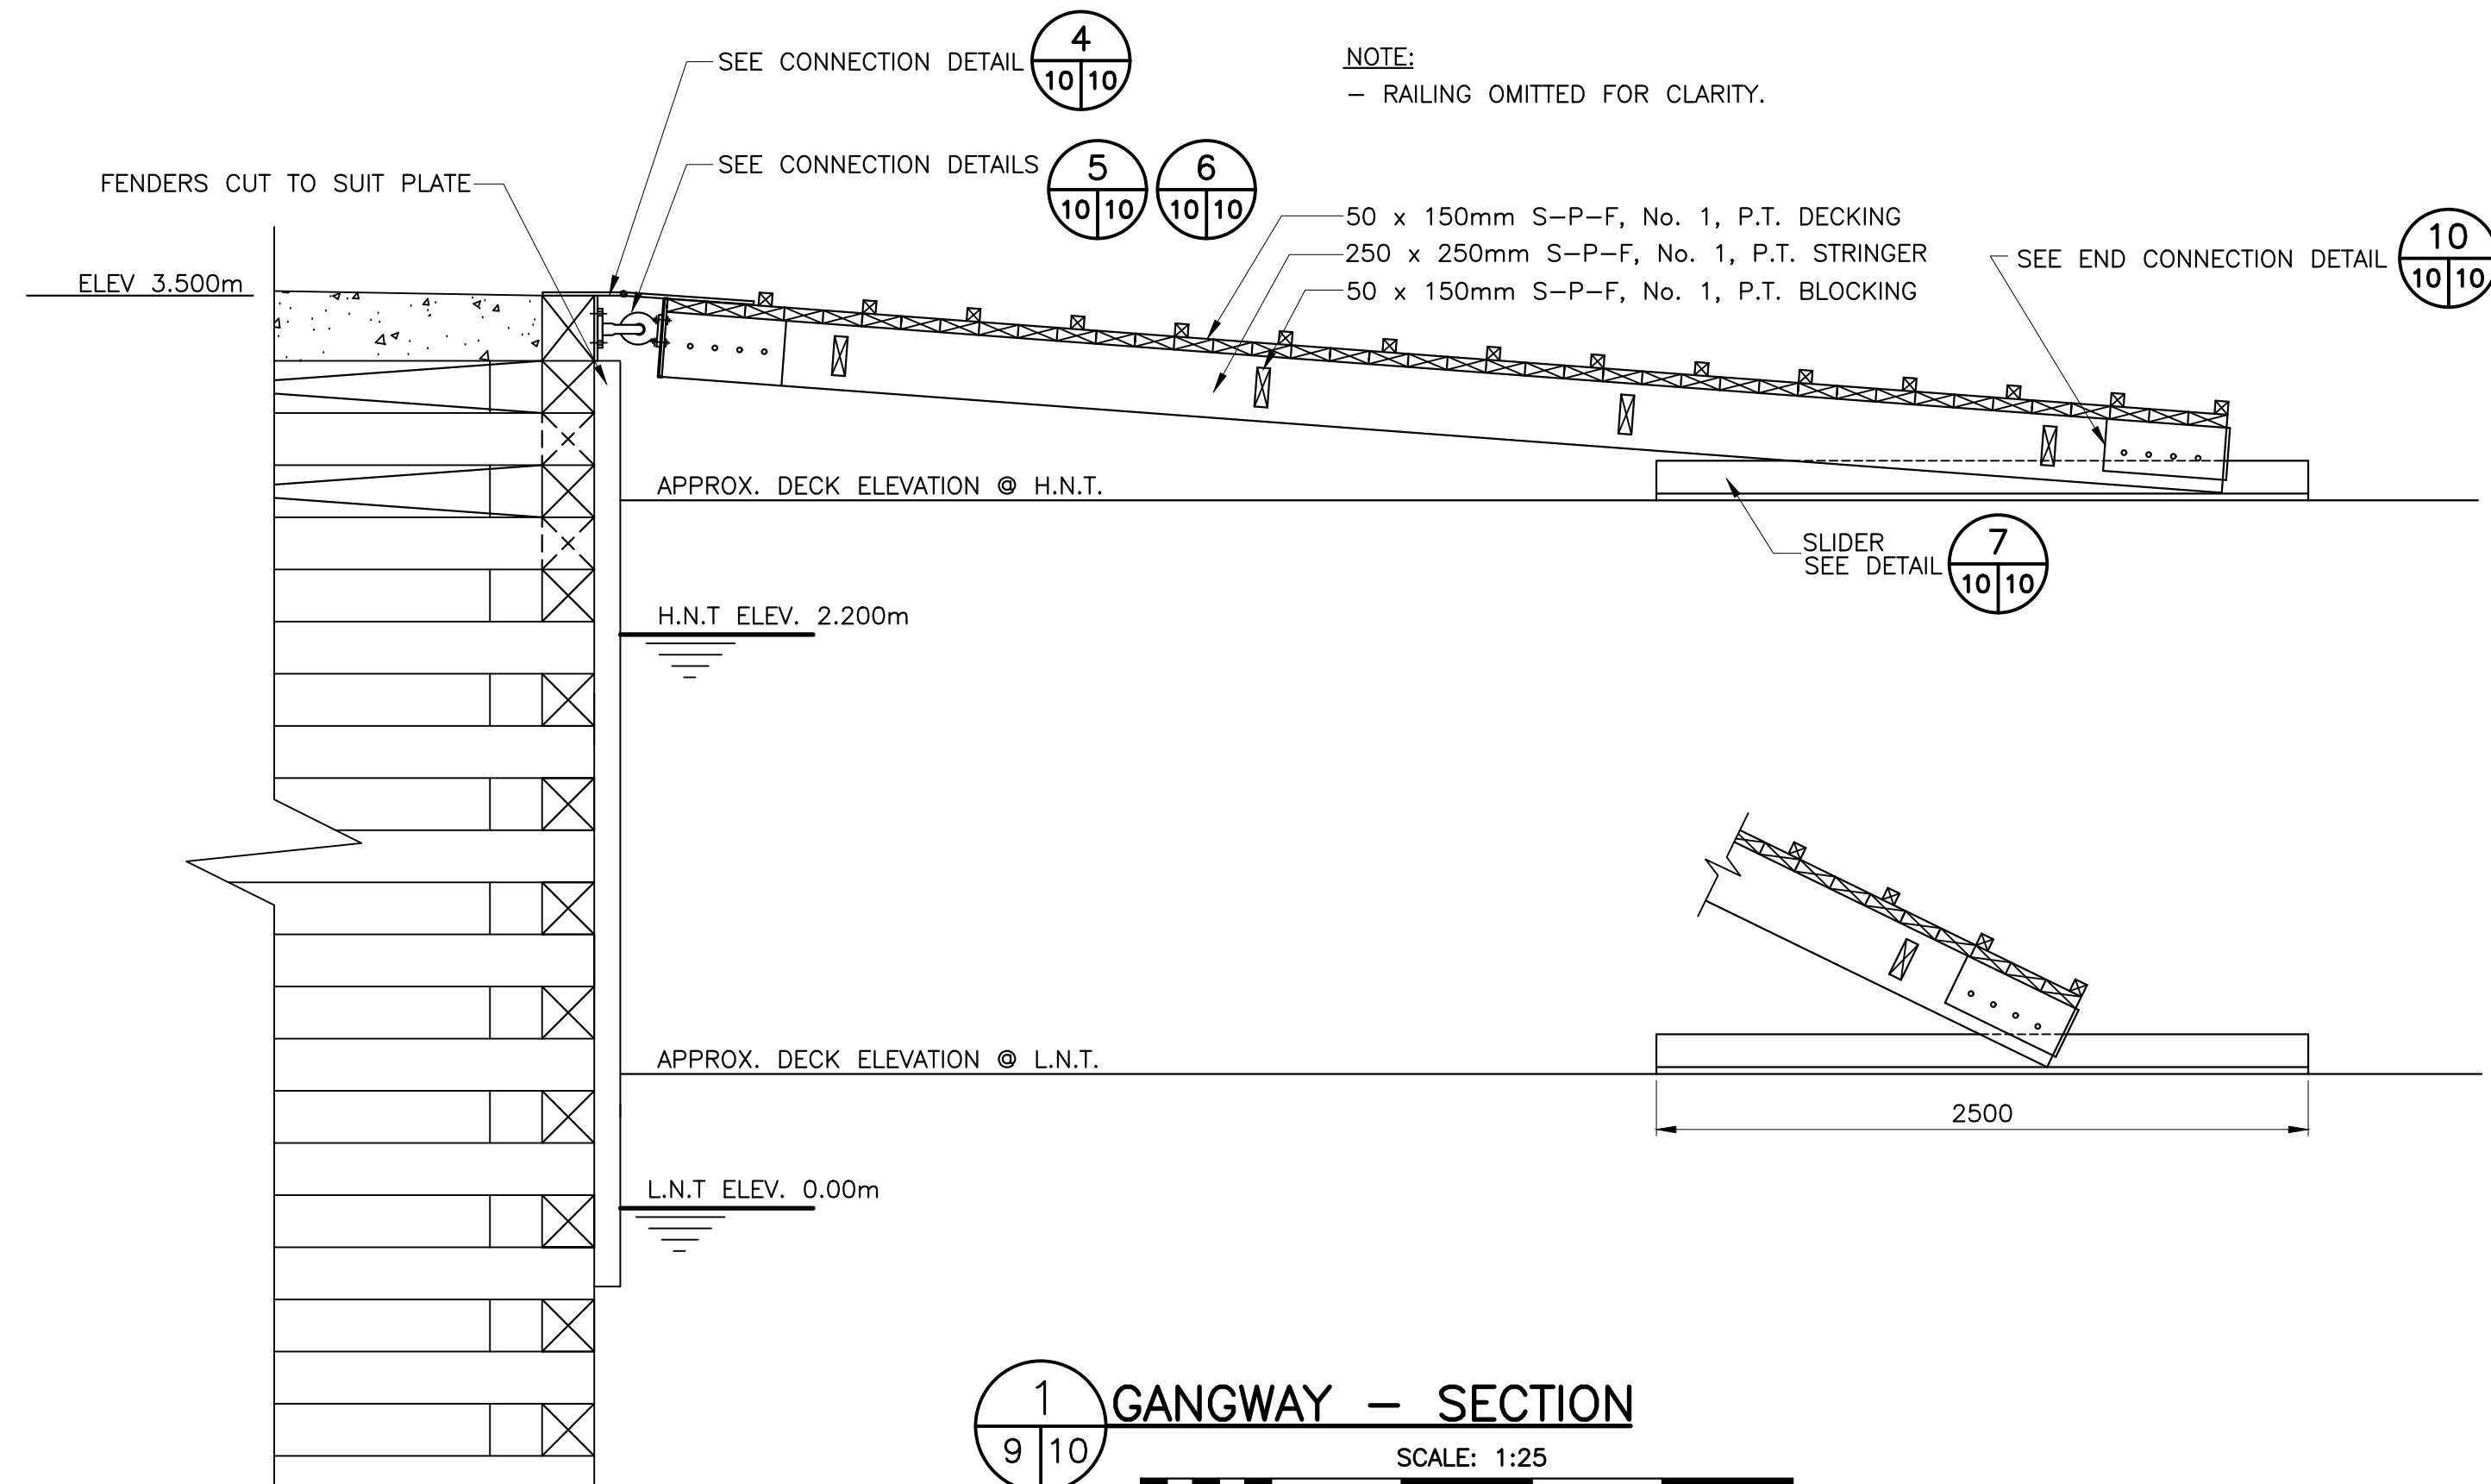 SEE CONNECTION DETAIL
4
10 10
NOTE:
- RAILING OMITTED FOR CLARITY.
SEE CONNECTION DETAILS
5
10 10
6
10 10
FENDERS CUT TO SUIT PLATE
50 x 150mm S-P-F, No. 1, P.T. DECKING
250 x 250mm S-P-F, No. 1, P.T. STRINGER
50 x 150mm S-P-F, No. 1, P.T. BLOCKING
SEE END CONNECTION DETAIL
10
10 10
ELEV 3.500m
APPROX. DECK ELEVATION @ H.N.T.
SLIDER
SEE DETAIL
7
10 10
H.N.T ELEV. 2.200m
APPROX. DECK ELEVATION @ L.N.T.
2500
L.N.T ELEV. 0.00m
1
9 10
GANGWAY - SECTION
SCALE: 1:25